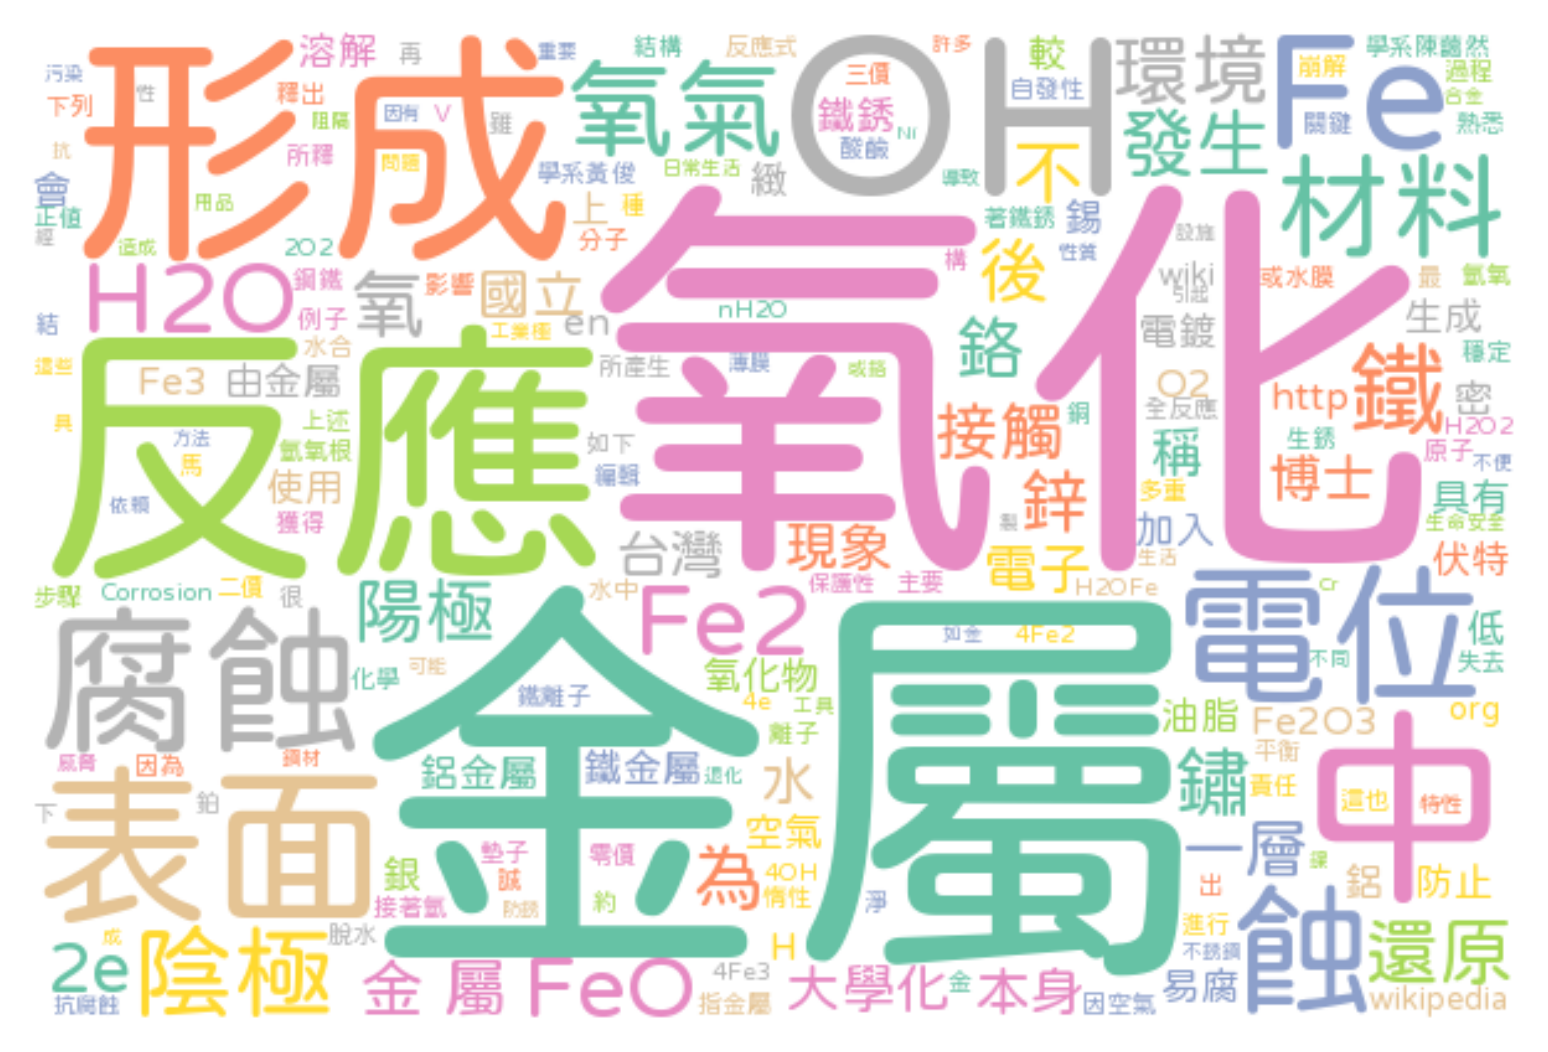 形成
溶解
再
重要
結構
反應式
許多
較
環境
Fe
學系陳藹然
污染
下列
性
釋出
阻隔
因有
V
雖
氧氣
OH
三價
鐵銹
Ni
酸鹼
自發性
發生
崩解
關鍵
過程
合金
熟悉
抗
所釋
問題
學系黃俊
日常生活
緻
導致
不
材料
會
正值
經
用品
造成
2O2
上
種
分子
著鐵銹
錫
性質
設施
氧化
後
構
H2O
鋼鐵
例子
氧
影響
國立
en
工業極
nH2O
wiki
引起
電鍍
或水膜
最
氫氧
生成
結
水合
這些
反應
Fe3
由金屬
所產生
薄膜
或鉻
鉻
O2
全反應
http
鐵
穩定
密
H2O2
具
上述
方法
馬
氫氧根
依賴
使用
獲得
如下
編輯
接觸
銅
稱
生銹
博士
原子
不便
多重
具有
鋅
加入
生命安全
伏特
台灣
現象
製
電子
生活
步驟
Corrosion
二價
很
陽極
水中
Fe2
保護性
主要
H2OFe
電位
Cr
低
失去
不同
腐蝕
化學
可能
金屬
鐵離子
氧化物
4e
工具
離子
如金
4Fe2
油脂
Fe2O3
org
威脅
因為
鋼材
鋁金屬
鐵金屬
退化
水
鏽
平衡
責任
中
這也
特性
下
表面
鉑
空氣
一層
鎳
銀
墊子
誠
零價
為
4OH
惰性
出
鋁
防止
接著氫
防銹
約
淨
2e
成
陰極
脫水
H
進行
不銹鋼
蝕
還原
抗腐蝕
金 屬
FeO
4Fe3
指金屬
大學化
金
本身
因空氣
易腐
wikipedia